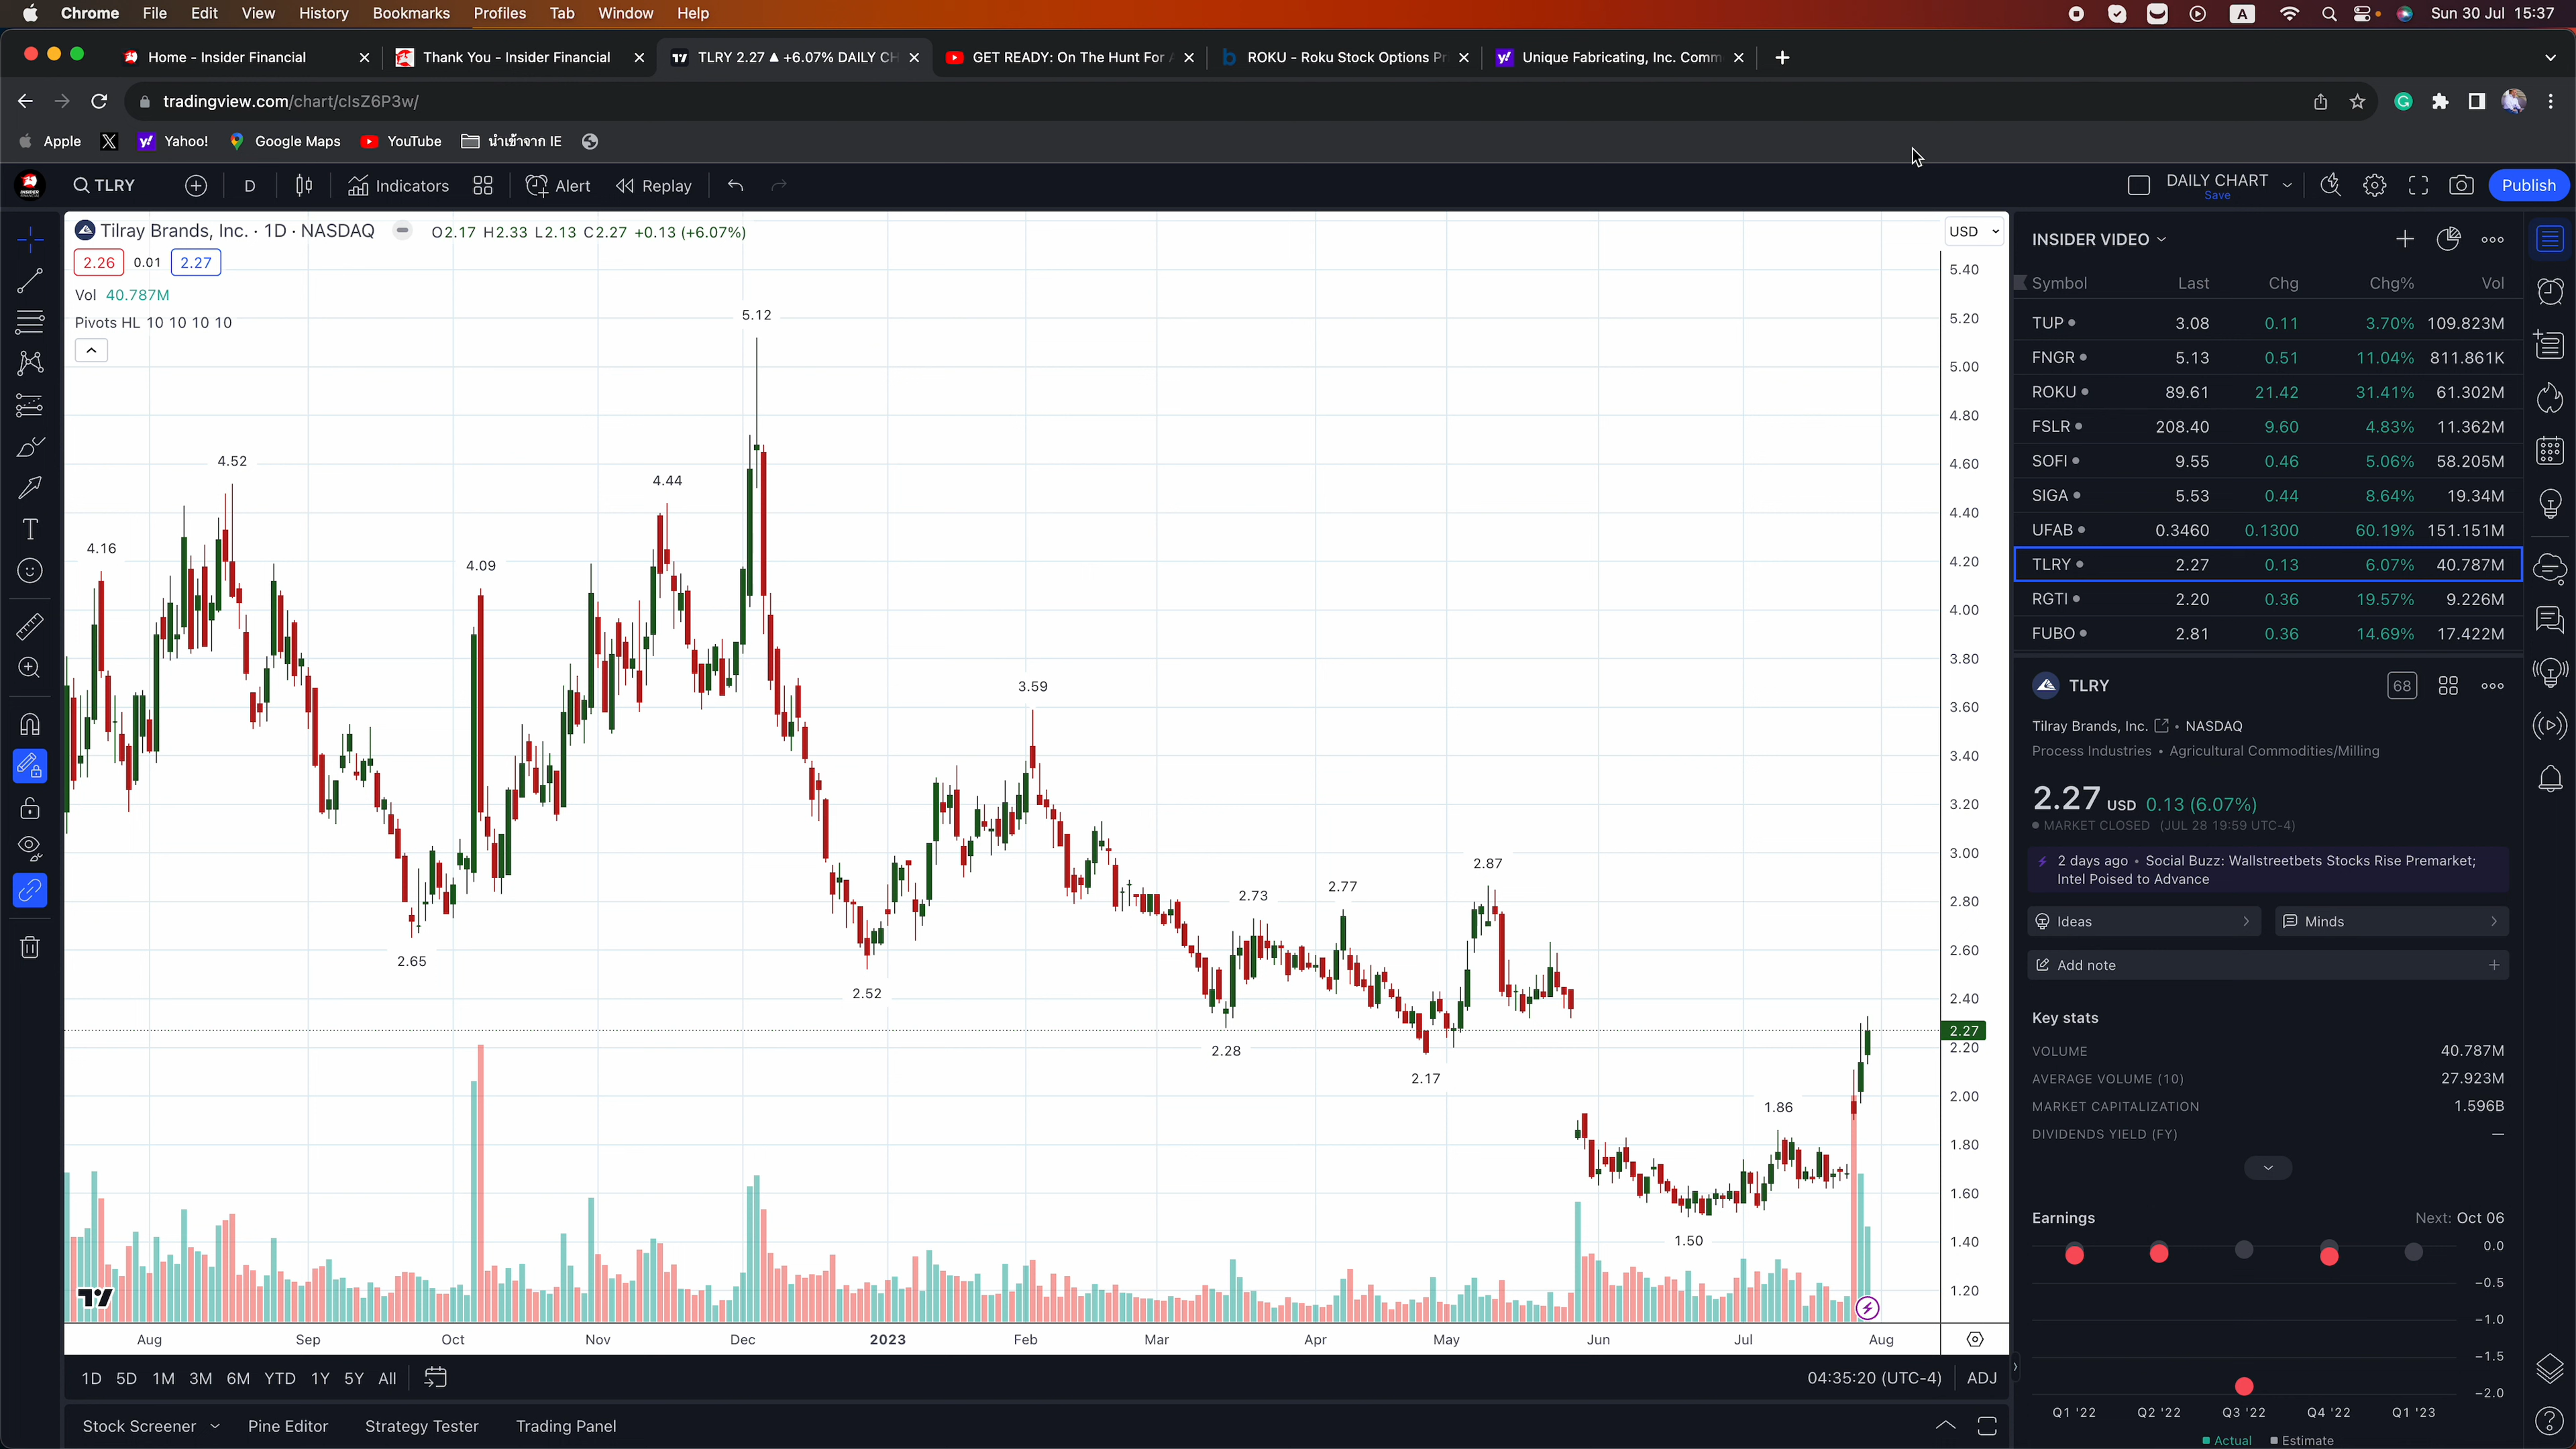 Chrome File Edit View History Bookmarks Profiles Tab Window Help A Sun 30 Jul 15:37
Home - Insider Financial Thank You - Insider Financial TLRY 2.27 ▲ +6.07% DAILY CH GET READY: On The Hunt For A ROKU - Roku Stock Options Pr Unique Fabricating, Inc. Comm
tradingview.com/chart/clsZ6P3w/
Apple Yahoo! Google Maps YouTube นำเข้าจาก IE
TLRY D Indicators Alert Replay DAILY CHART Publish
Save
Tilray Brands, Inc. · 1D · NASDAQ O2.17 H2.33 L2.13 C2.27 +0.13 (+6.07%) USD
2.26 0.01 2.27
Vol 40.787M
Pivots HL 10 10 10 10
5.12
4.52
4.44
4.16
4.09
3.59
2.87
2.77
2.73
2.65
2.52
2.28
2.17
1.86
1.50
5.40
5.20
5.00
4.80
4.60
4.40
4.20
4.00
3.80
3.60
3.40
3.20
3.00
2.80
2.60
2.40
2.27
2.20
2.00
1.80
1.60
1.40
1.20
Aug Sep Oct Nov Dec 2023 Feb Mar Apr May Jun Jul Aug
1D 5D 1M 3M 6M YTD 1Y 5Y All 04:35:20 (UTC-4) ADJ
Stock Screener Pine Editor Strategy Tester Trading Panel
INSIDER VIDEO
Symbol Last Chg Chg% Vol
TUP 3.08 0.11 3.70% 109.823M
FNGR 5.13 0.51 11.04% 811.861K
ROKU 89.61 21.42 31.41% 61.302M
FSLR 208.40 9.60 4.83% 11.362M
SOFI 9.55 0.46 5.06% 58.205M
SIGA 5.53 0.44 8.64% 19.34M
UFAB 0.3460 0.1300 60.19% 151.151M
TLRY 2.27 0.13 6.07% 40.787M
RGTI 2.20 0.36 19.57% 9.226M
FUBO 2.81 0.36 14.69% 17.422M
TLRY 68
Tilray Brands, Inc. • NASDAQ
Process Industries • Agricultural Commodities/Milling
2.27 USD 0.13 (6.07%)
MARKET CLOSED (JUL 28 19:59 UTC-4)
2 days ago • Social Buzz: Wallstreetbets Stocks Rise Premarket;
Intel Poised to Advance
Ideas Minds
Add note
Key stats
VOLUME 40.787M
AVERAGE VOLUME (10) 27.923M
MARKET CAPITALIZATION 1.596B
DIVIDENDS YIELD (FY) —
Earnings Next: Oct 06
0.0
−0.5
−1.0
−1.5
−2.0
Q1 '22 Q2 '22 Q3 '22 Q4 '22 Q1 '23
Actual Estimate